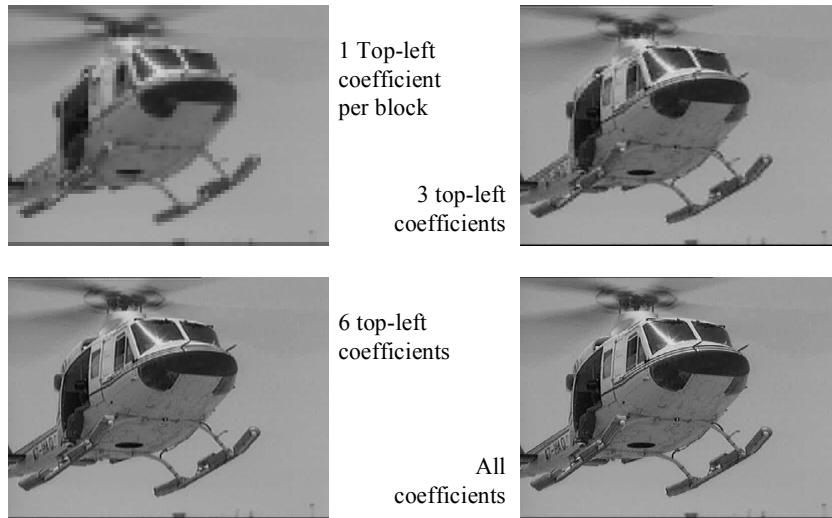 1 Top-left
coefficient
per block
3 top-left
coefficients
6 top-left
coefficients
All
coefficients